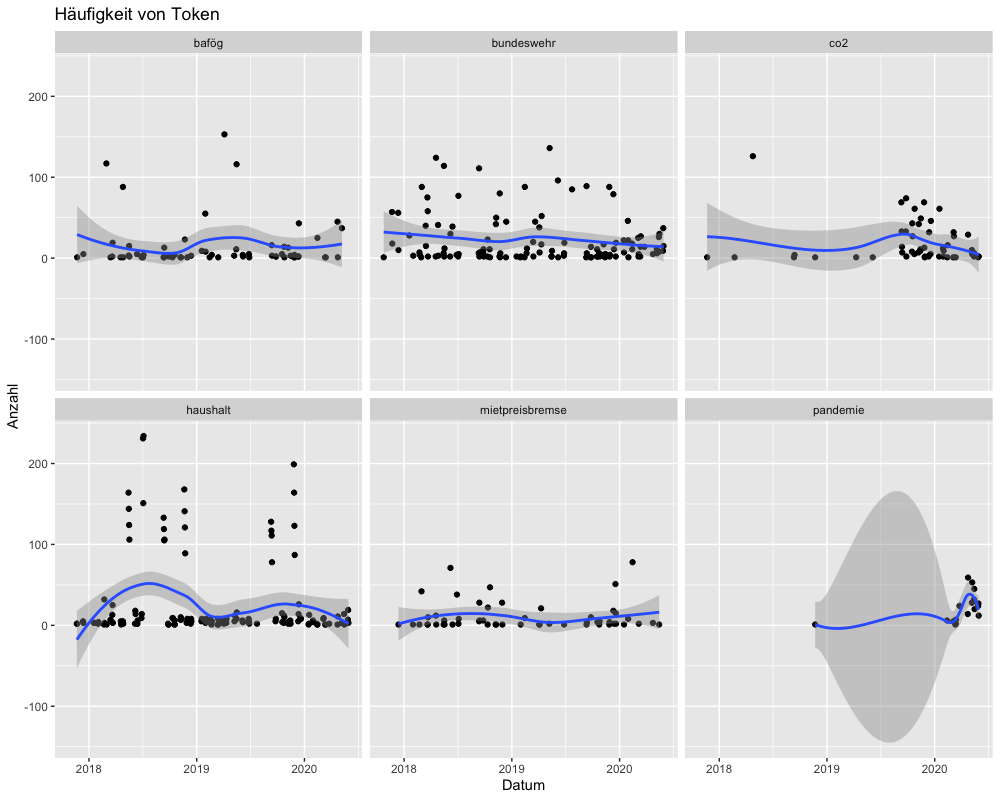 Häufigkeit von Token
bafög
bundeswehr
co2
200
100
0
-100
Anzahl
haushalt
mietpreisbremse
pandemie
200
100
0
-100
2018 2019 2020
2018 2019 2020
2018 2019 2020
Datum